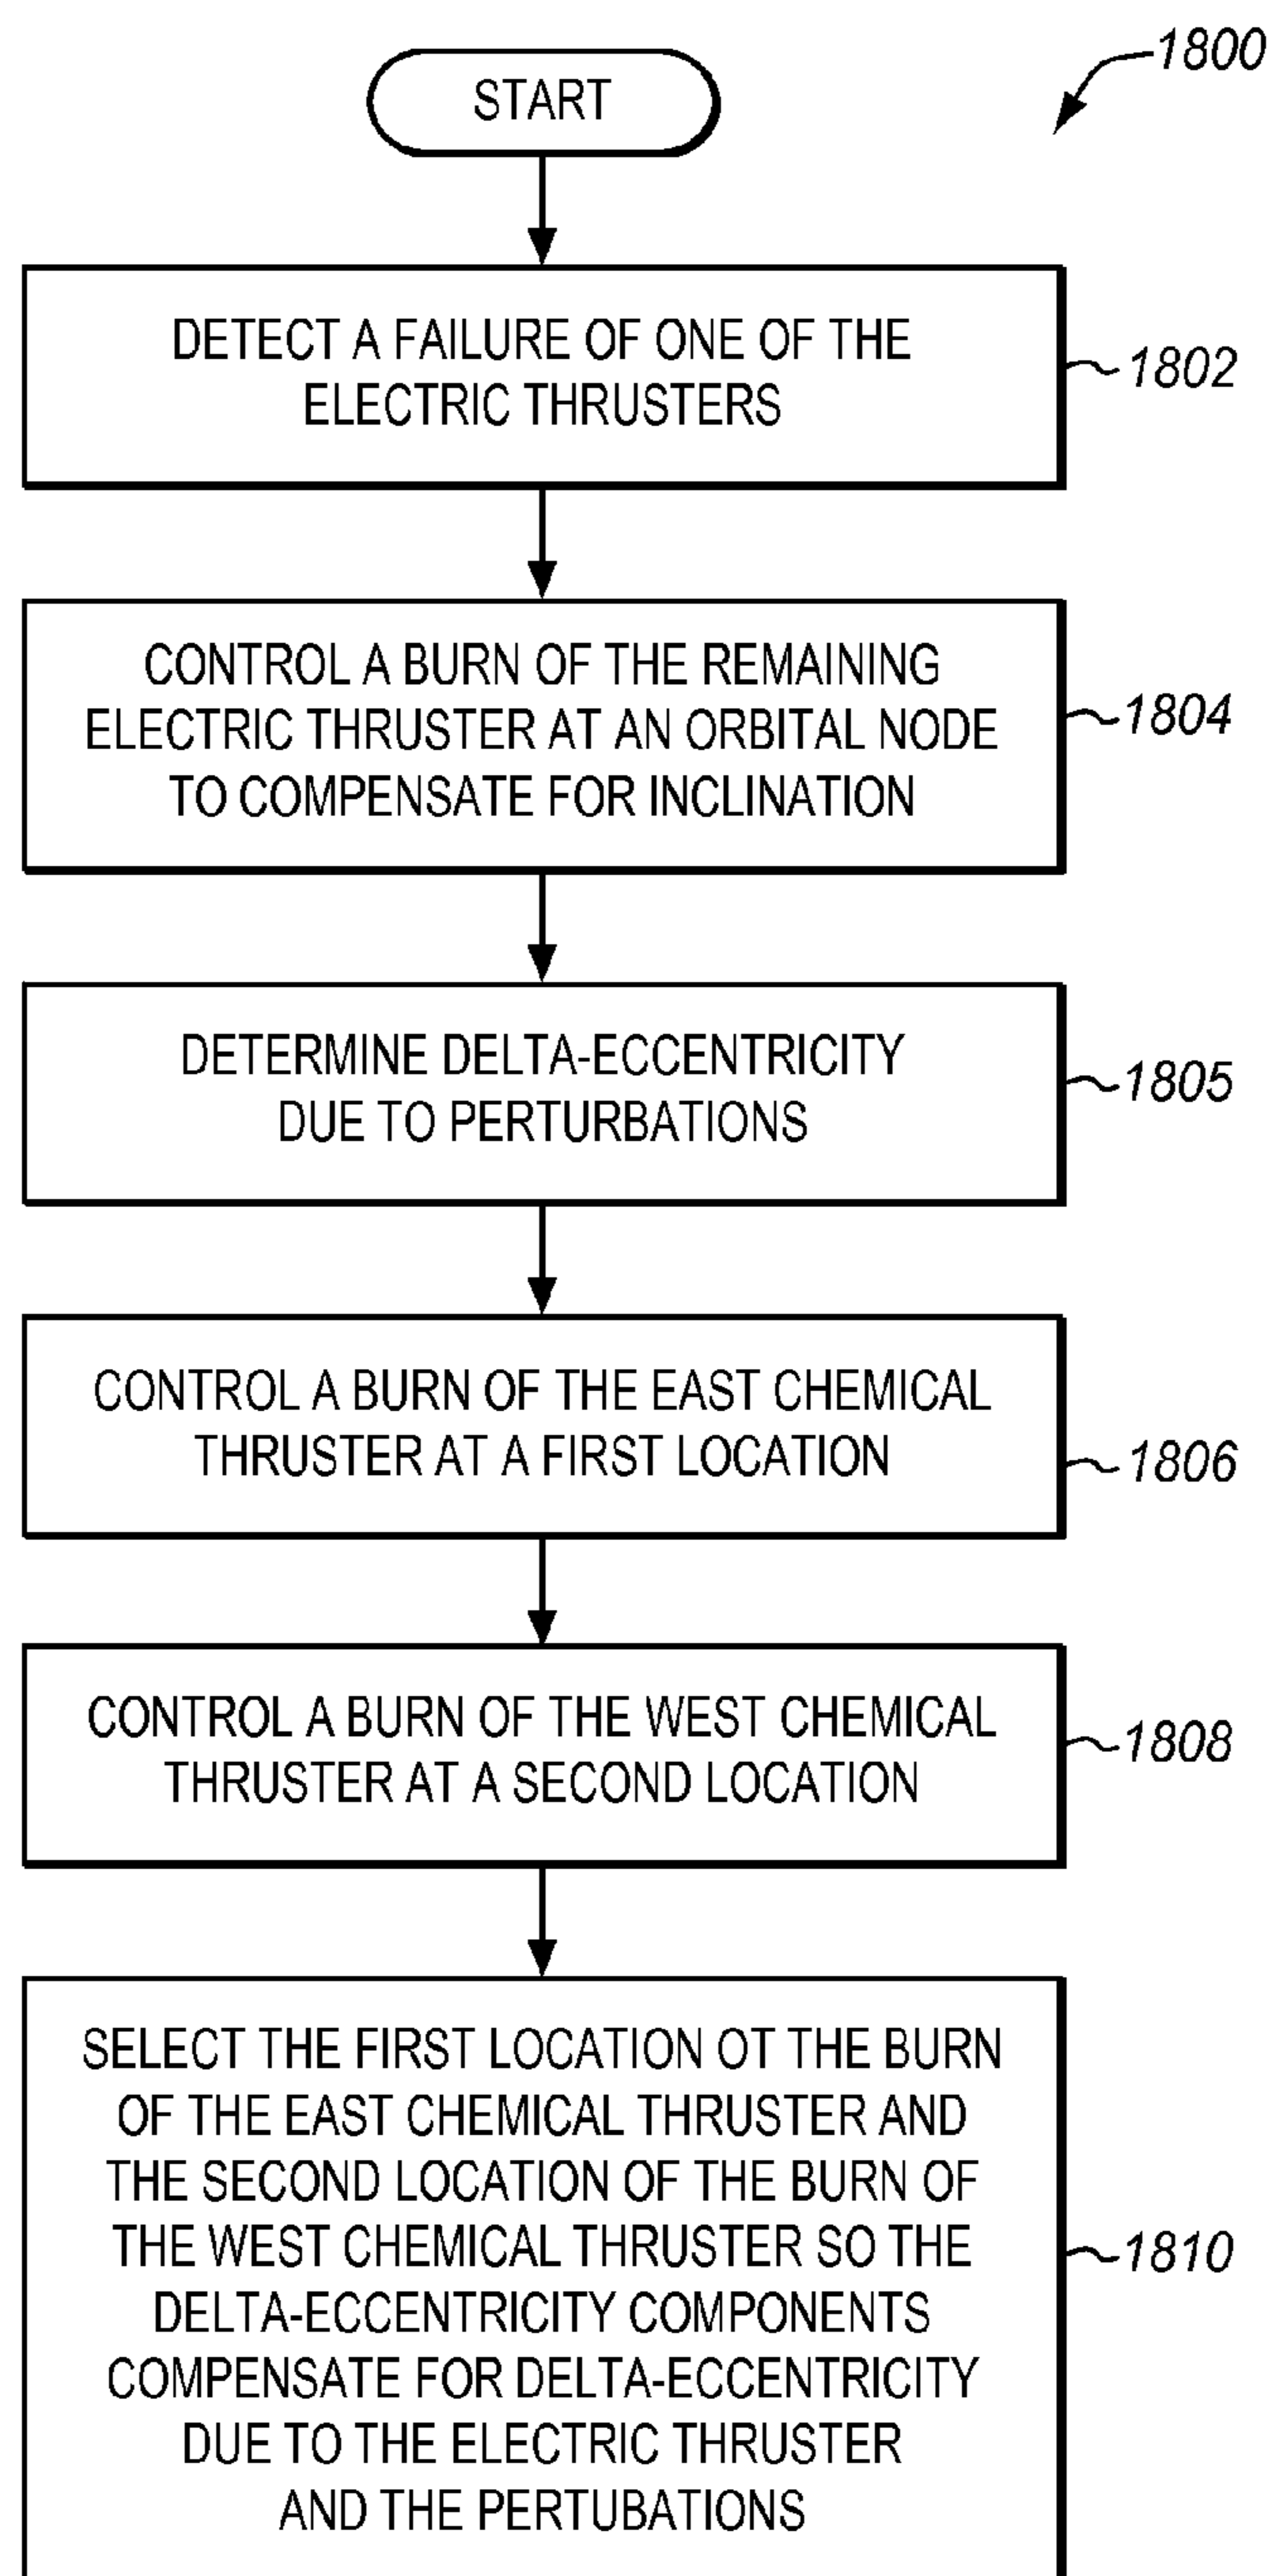 1800
START
DETECT A FAILURE OF ONE OF THE
ELECTRIC THRUSTERS
1802
CONTROL A BURN OF THE REMAINING
ELECTRIC THRUSTER AT AN ORBITAL NODE
TO COMPENSATE FOR INCLINATION
1804
DETERMINE DELTA-ECCENTRICITY
DUE TO PERTURBATIONS
1805
CONTROL A BURN OF THE EAST CHEMICAL
THRUSTER AT A FIRST LOCATION
1806
CONTROL A BURN OF THE WEST CHEMICAL
THRUSTER AT A SECOND LOCATION
1808
SELECT THE FIRST LOCATION OT THE BURN
OF THE EAST CHEMICAL THRUSTER AND
THE SECOND LOCATION OF THE BURN OF
THE WEST CHEMICAL THRUSTER SO THE
DELTA-ECCENTRICITY COMPONENTS
COMPENSATE FOR DELTA-ECCENTRICITY
DUE TO THE ELECTRIC THRUSTER
AND THE PERTUBATIONS
1810